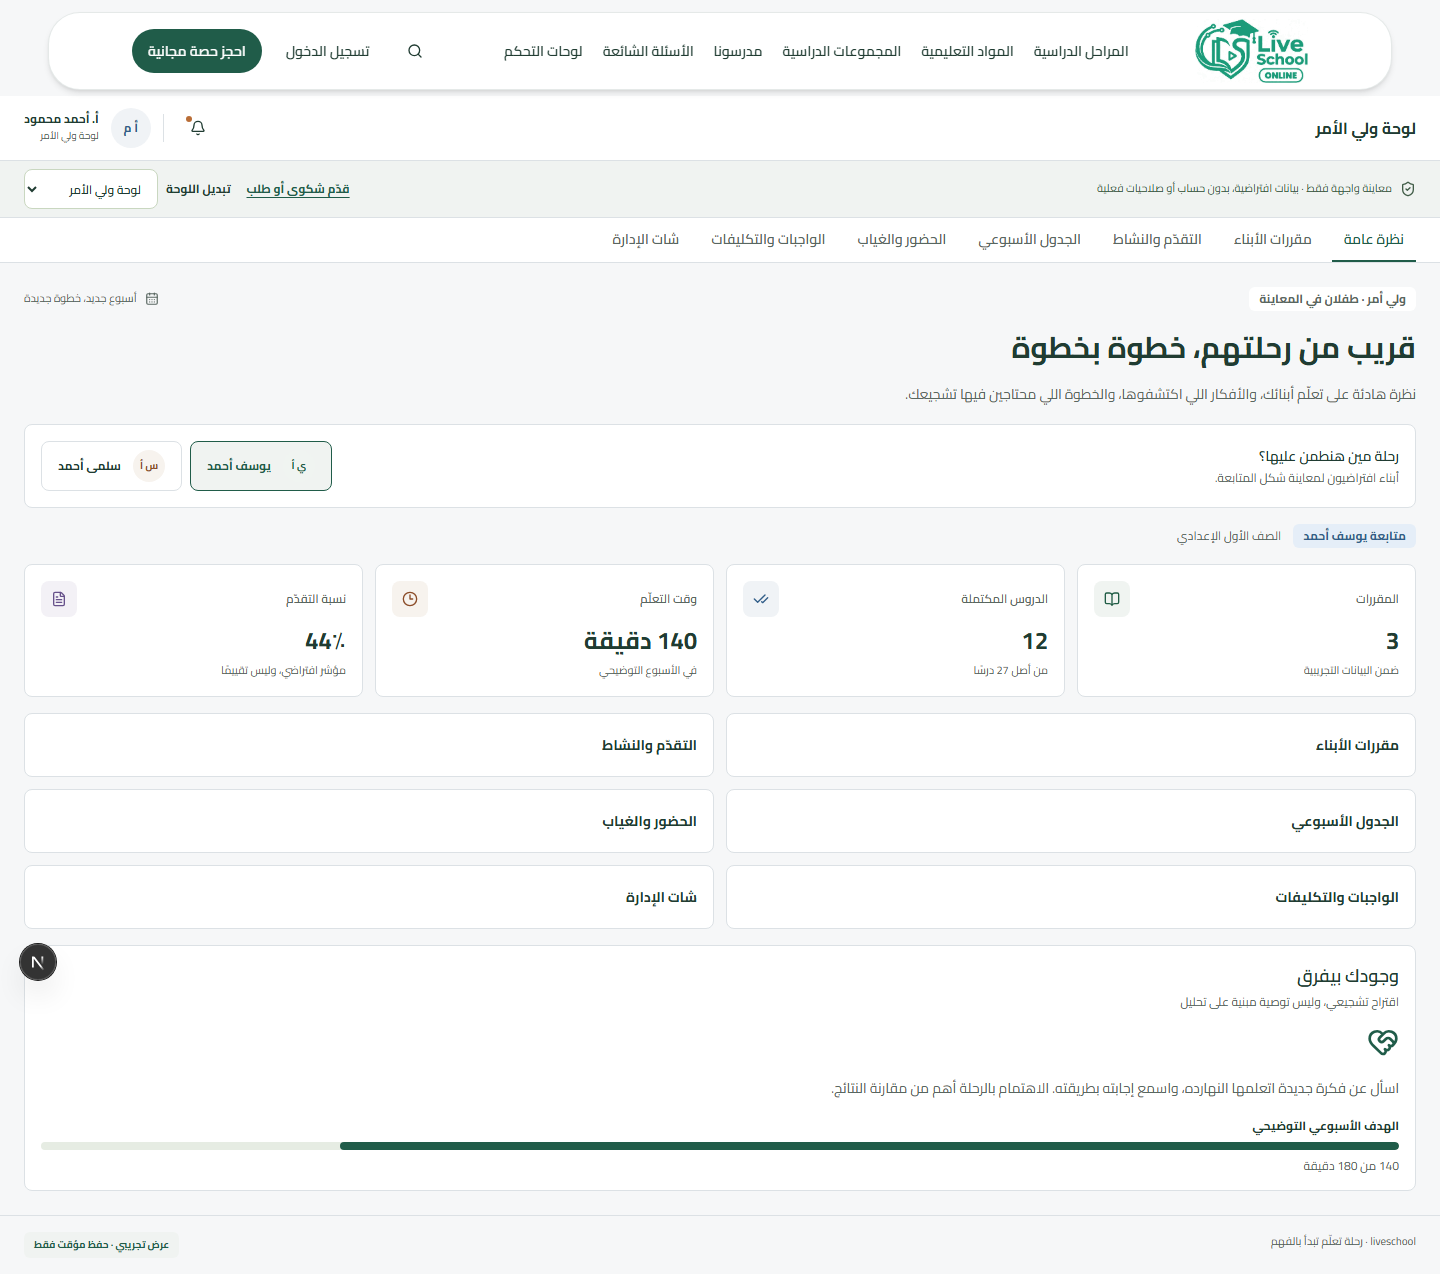 Live School ONLINE
المراحل الدراسية المواد التعليمية المجموعات الدراسية مدرسونا الأسئلة الشائعة لوحات التحكم تسجيل الدخول احجز حصة مجانية
لوحة ولي الأمر
أ م
أ. أحمد محمود
لوحة ولي الأمر
معاينة واجهة فقط · بيانات افتراضية، بدون حساب أو صلاحيات فعلية
قدّم شكوى أو طلب تبديل اللوحة لوحة ولي الأمر
نظرة عامة مقررات الأبناء التقدّم والنشاط الجدول الأسبوعي الحضور والغياب الواجبات والتكليفات شات الإدارة
ولي أمر · طفلان في المعاينة
أسبوع جديد، خطوة جديدة
قريب من رحلتهم، خطوة بخطوة
نظرة هادئة على تعلّم أبنائك، والأفكار اللي اكتشفوها، والخطوة اللي محتاجين فيها تشجيعك.
رحلة مين هنطمن عليها؟
أبناء افتراضيون لمعاينة شكل المتابعة.
ي أ يوسف أحمد
س أ سلمى أحمد
متابعة يوسف أحمد الصف الأول الإعدادي
المقررات
3
ضمن البيانات التجريبية
الدروس المكتملة
12
من أصل 27 درسًا
وقت التعلّم
140 دقيقة
في الأسبوع التوضيحي
نسبة التقدّم
44٪
مؤشر افتراضي، وليس تقييمًا
مقررات الأبناء
التقدّم والنشاط
الجدول الأسبوعي
الحضور والغياب
الواجبات والتكليفات
شات الإدارة
N
وجودك بيفرق
اقتراح تشجيعي، وليس توصية مبنية على تحليل
اسأل عن فكرة جديدة اتعلمها النهارده، واسمع إجابته بطريقته. الاهتمام بالرحلة أهم من مقارنة النتائج.
الهدف الأسبوعي التوضيحي
140 من 180 دقيقة
liveschool · رحلة تعلّم تبدأ بالفهم
عرض تجريبي · حفظ مؤقت فقط